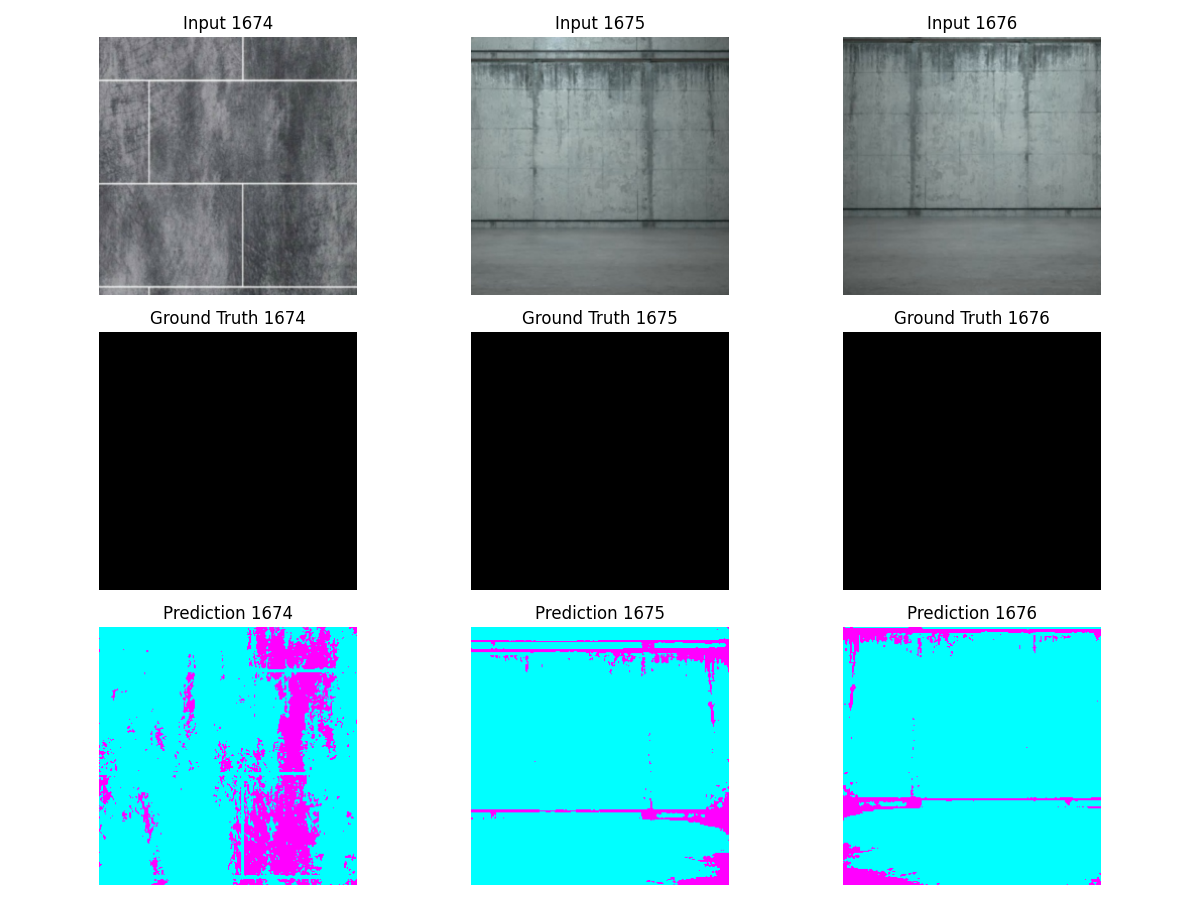 Input 1674
Input 1675
Input 1676
Ground Truth 1674
Ground Truth 1675
Ground Truth 1676
Prediction 1674
Prediction 1675
Prediction 1676